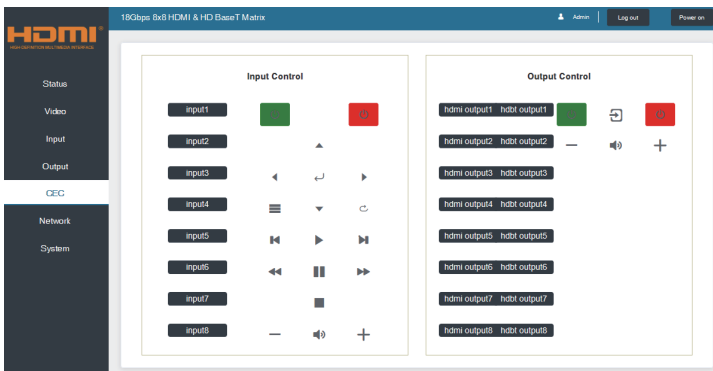 HDMI®
HIGH-DEFINITION MULTIMEDIA INTERFACE
18Gbps 8x8 HDMI & HD BaseT Matrix
Admin
Log out
Power on
Status
Video
Input
Output
CEC
Network
System
Input Control
input1
input2
input3
input4
input5
input6
input7
input8
Output Control
hdmi output1 hdbt output1
hdmi output2 hdbt output2
hdmi output3 hdbt output3
hdmi output4 hdbt output4
hdmi output5 hdbt output5
hdmi output6 hdbt output6
hdmi output7 hdbt output7
hdmi output8 hdbt output8